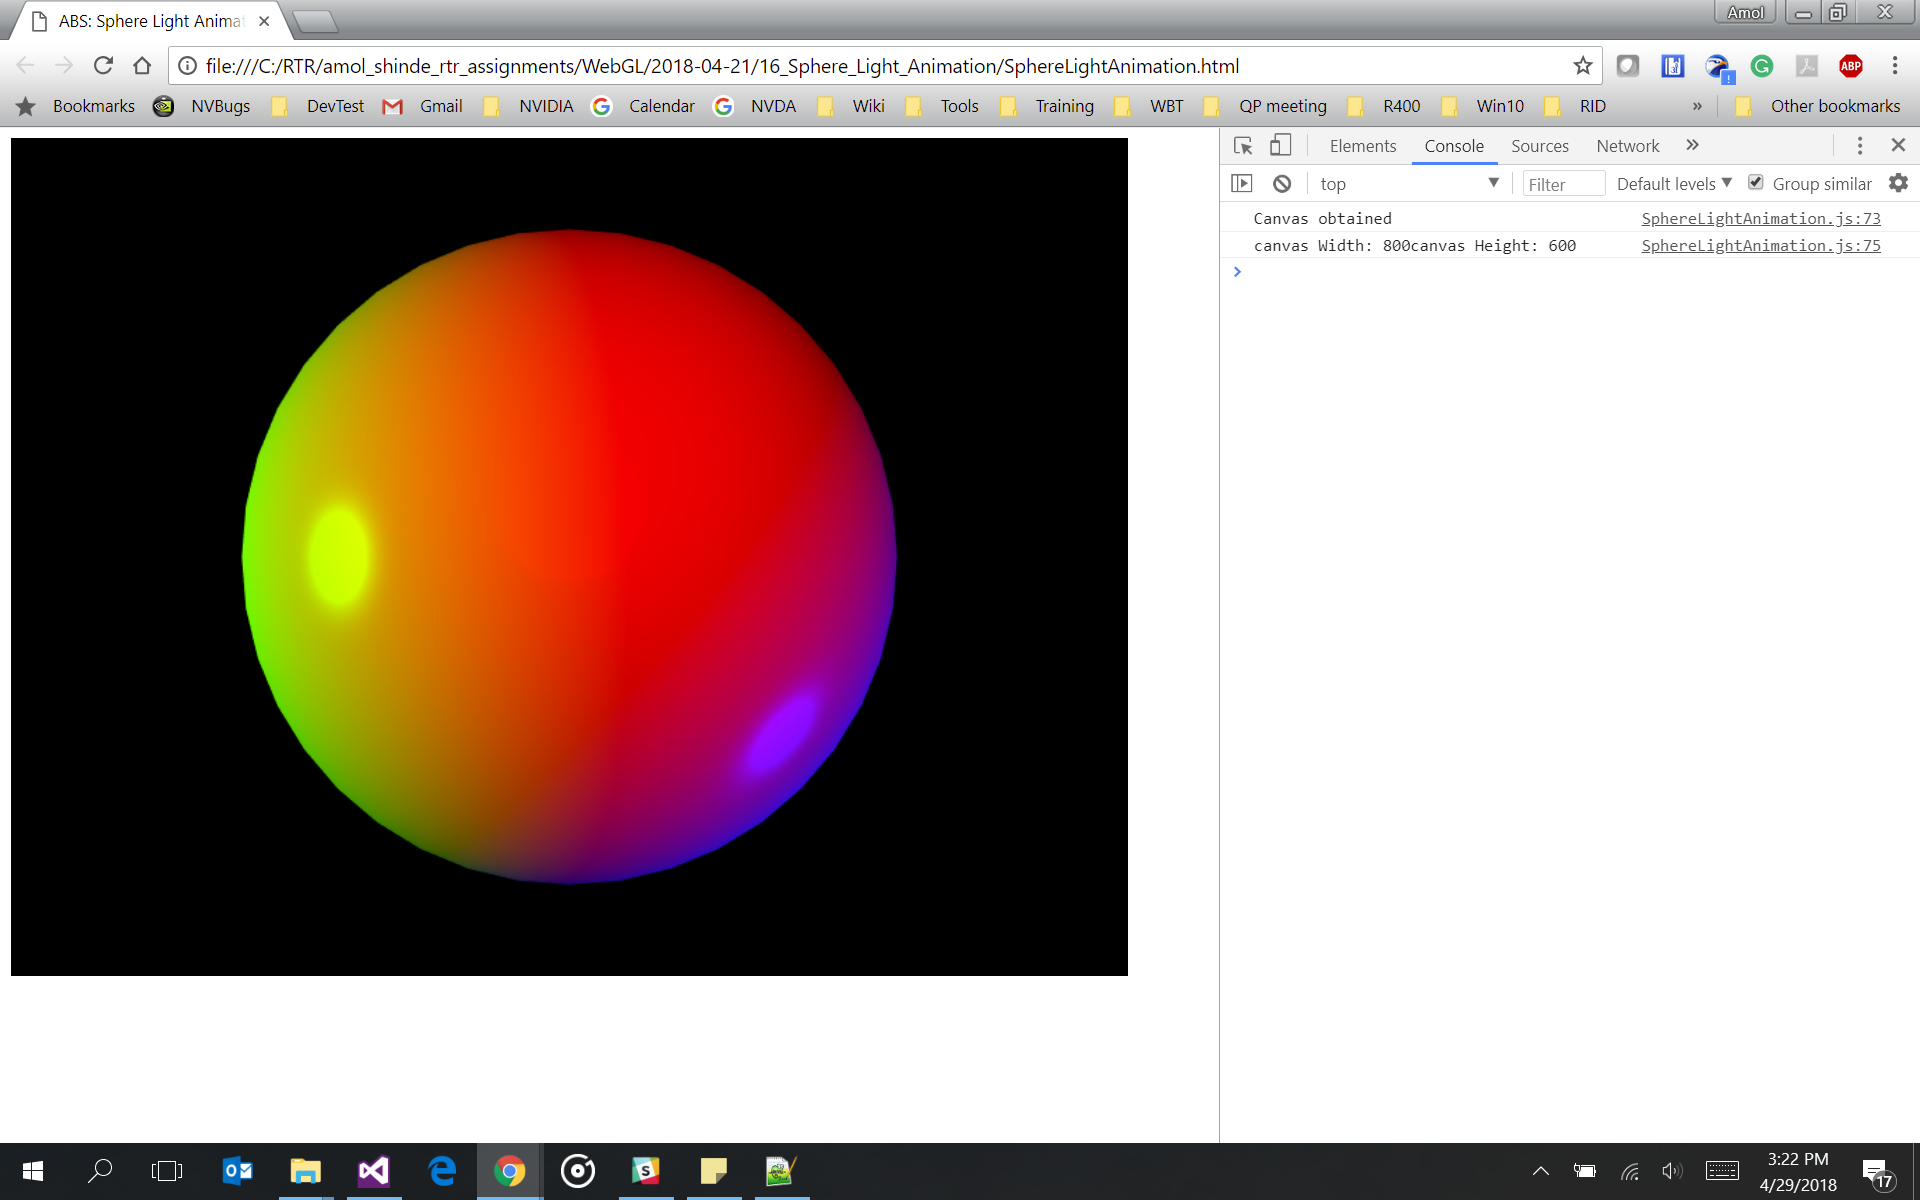 ABS: Sphere Light Anima
Amol
file:///C:/RTR/amol_shinde_rtr_assignments/WebGL/2018-04-21/16_Sphere_Light_Animation/SphereLightAnimation.html
ABP
Bookmarks NVBugs DevTest Gmail NVIDIA Calendar NVDA Wiki Tools Training WBT QP meeting R400 Win10 RID » Other bookmarks
Elements Console Sources Network »
top Filter Default levels Group similar
Canvas obtained SphereLightAnimation.js:73
canvas Width: 800canvas Height: 600 SphereLightAnimation.js:75
3:22 PM
4/29/2018
17